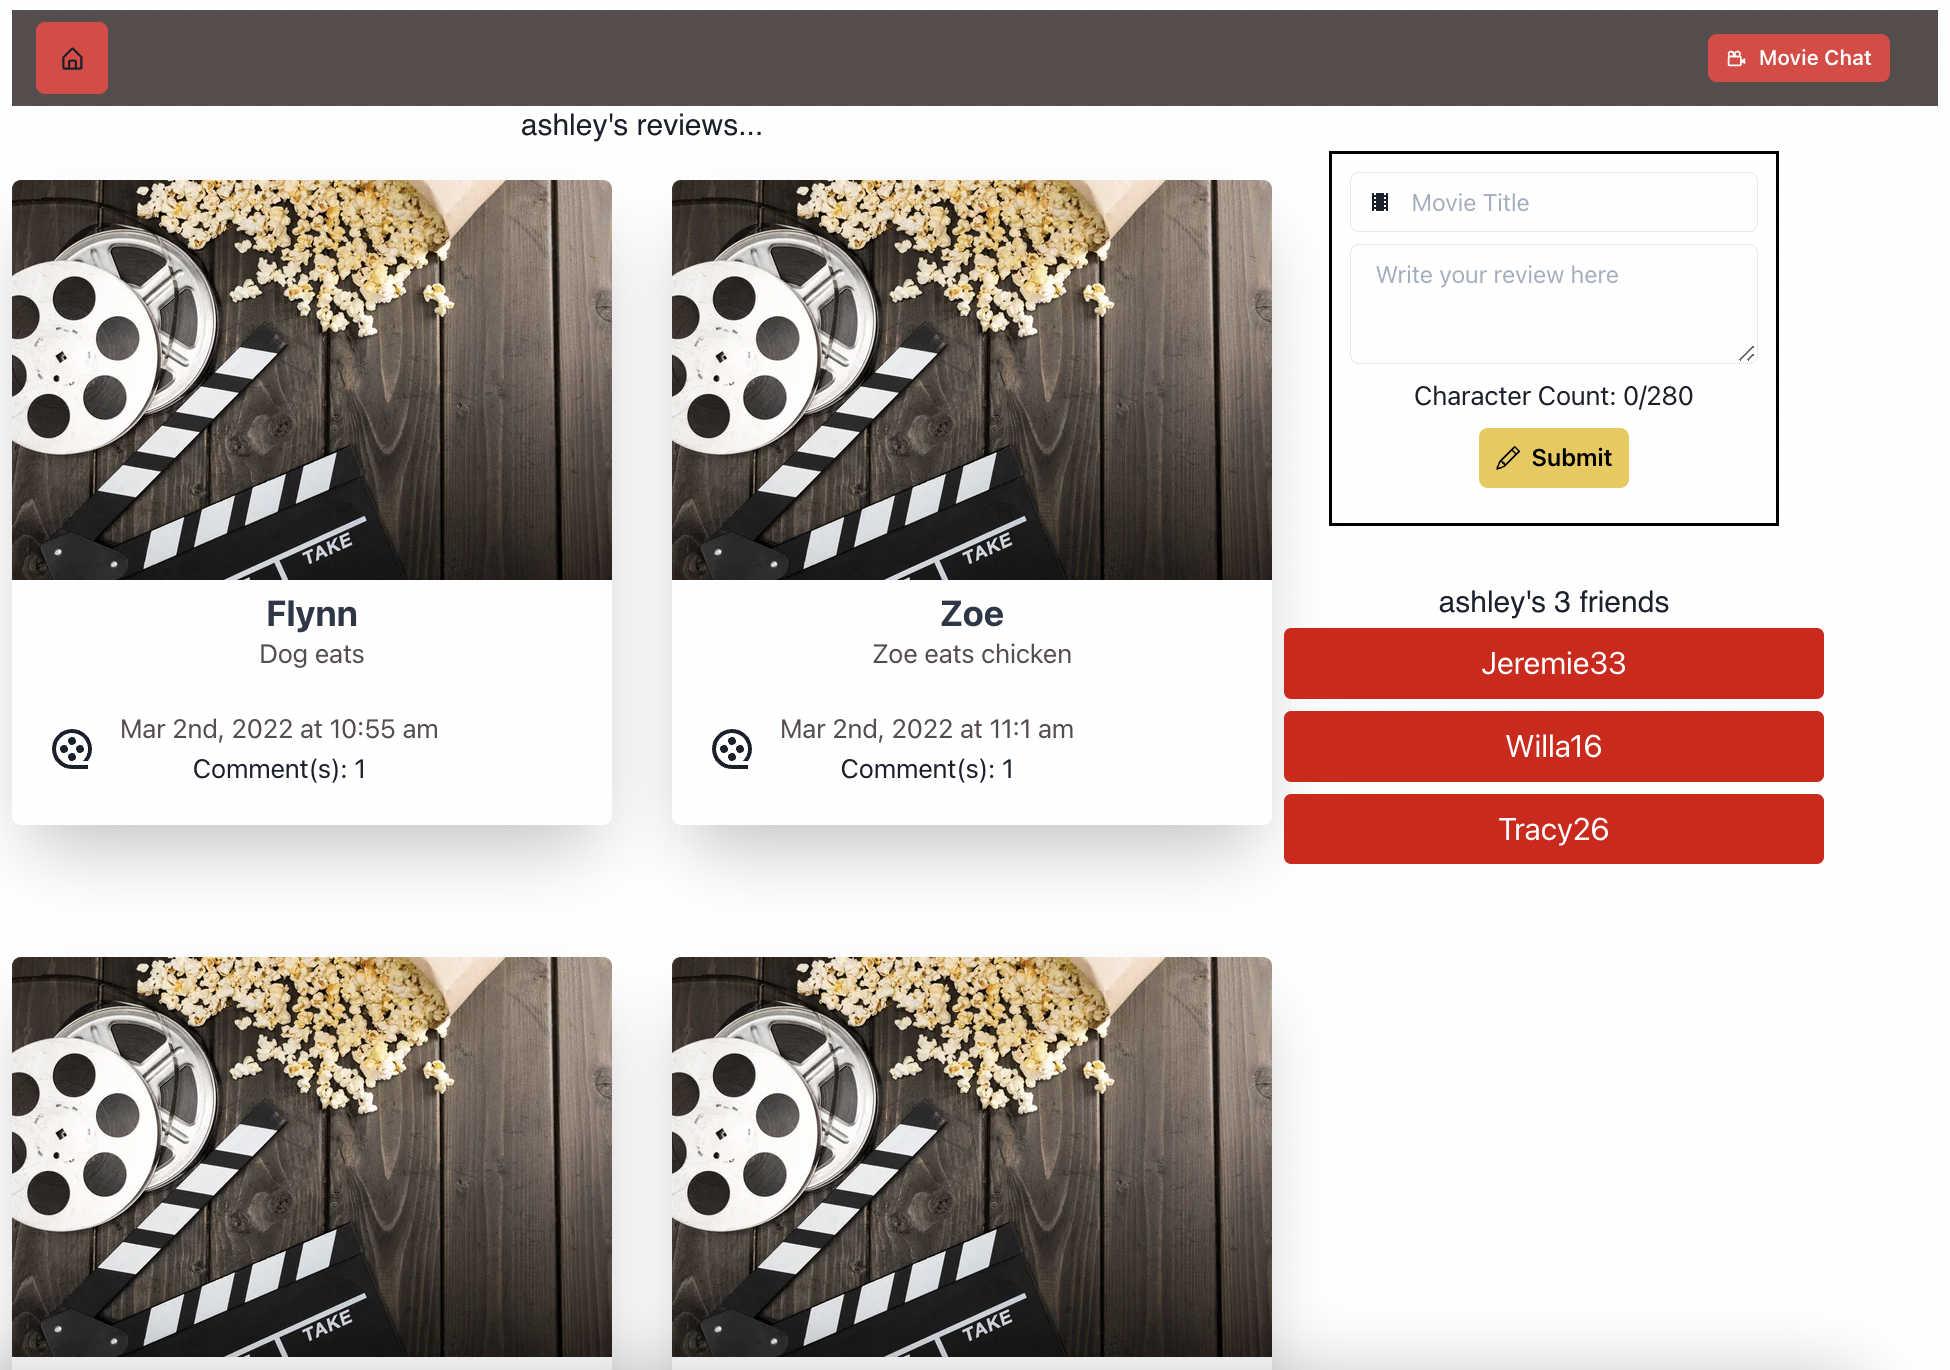 Movie Chat
ashley's reviews...
TAKE
Flynn
Dog eats
Mar 2nd, 2022 at 10:55 am
Comment(s): 1
TAKE
Zoe
Zoe eats chicken
Mar 2nd, 2022 at 11:1 am
Comment(s): 1
Movie Title
Write your review here
Character Count: 0/280
Submit
ashley's 3 friends
Jeremie33
Willa16
Tracy26
TAKE
TAKE